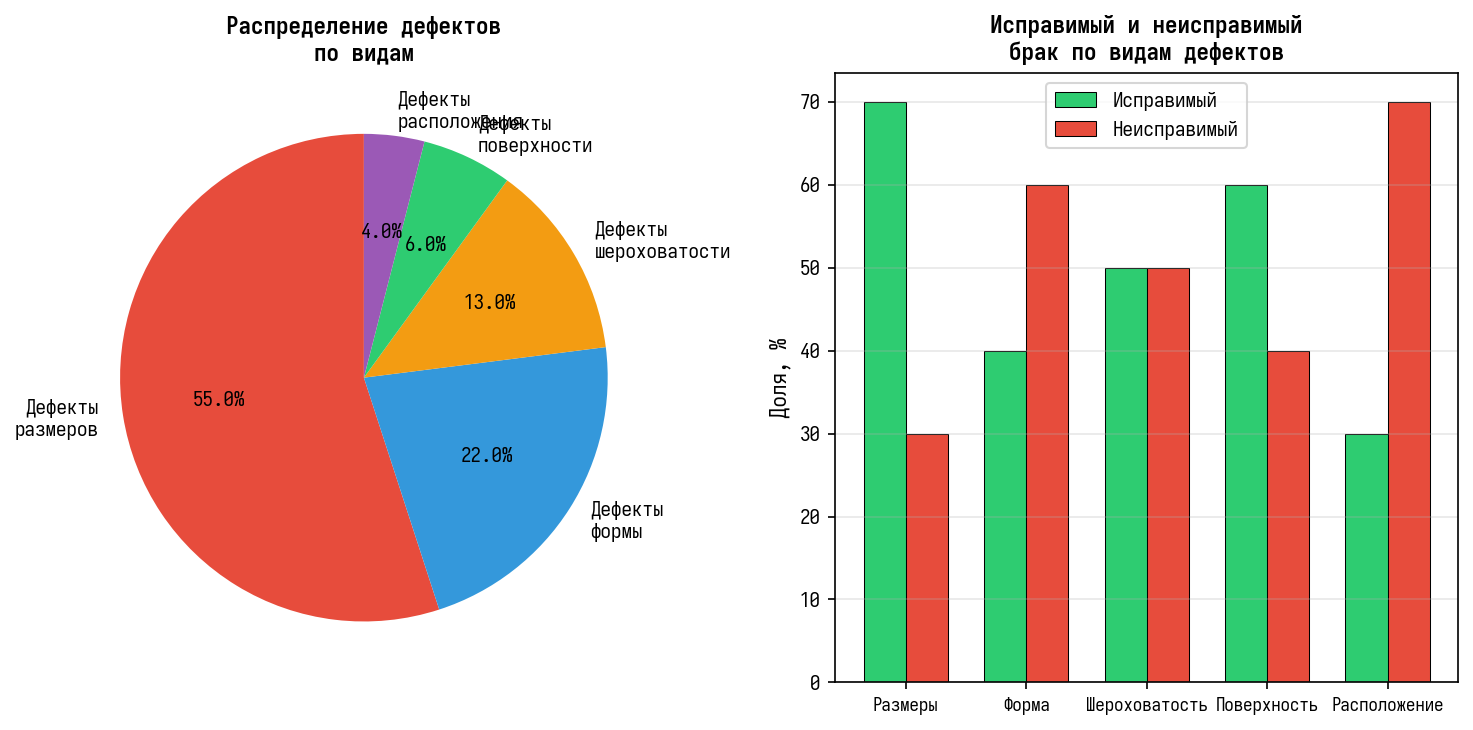 Распределение дефектов
по видам
Дефекты
расположения
Дефекты
поверхности
Дефекты
шероховатости
4.0%
6.0%
13.0%
55.0%
Дефекты
размеров
22.0%
Дефекты
формы
Исправимый и неисправимый
брак по видам дефектов
Исправимый
Неисправимый
Доля, %
70
60
50
40
30
20
10
0
Размеры
Форма
Шероховатость
Поверхность
Расположение